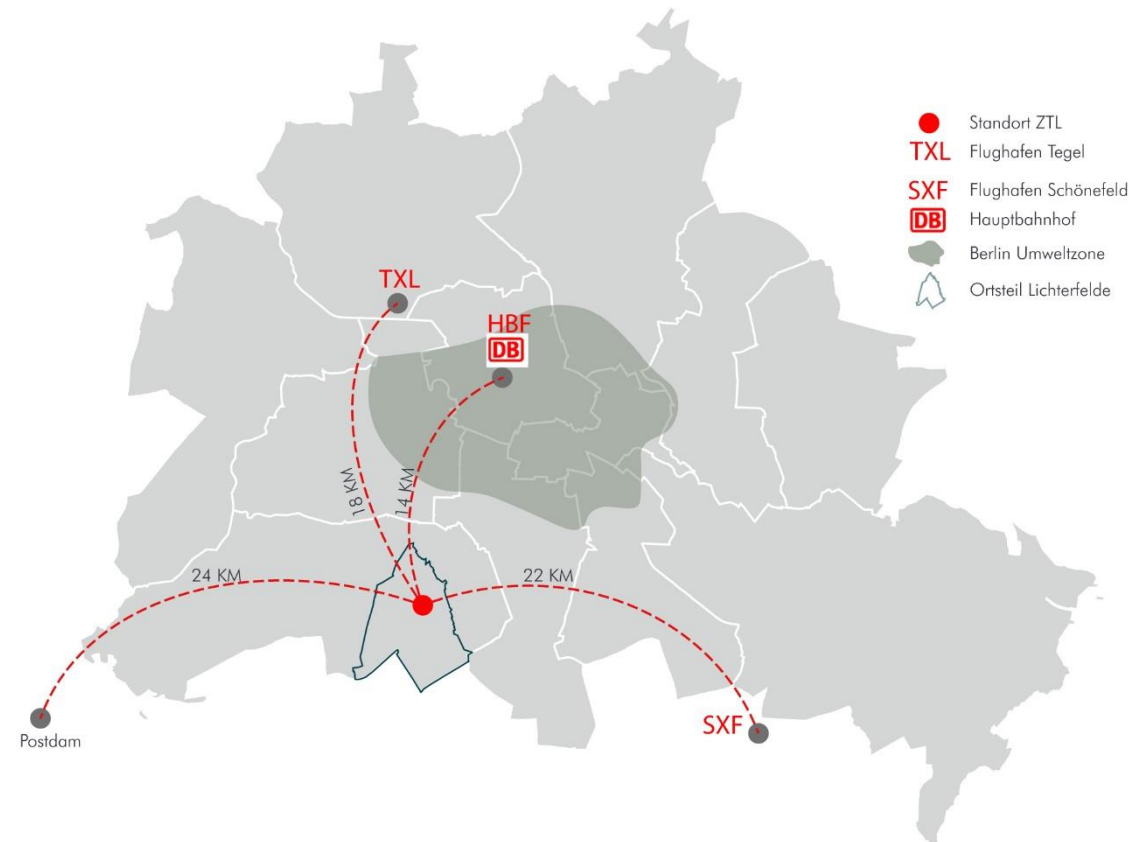 Standort ZTL
TXL Flughafen Tegel
SXF Flughafen Schönefeld
DB Hauptbahnhof
Berlin Umweltzone
Ortsteil Lichterfelde
TXL
HBF
DB
18 KM
14 KM
24 KM
22 KM
SXF
Postdam